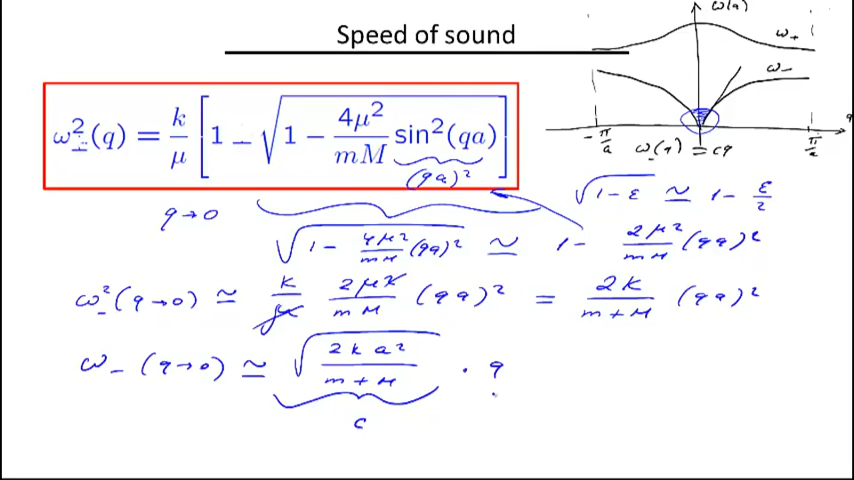 Speed of sound
ω(q)
ω₊
ω₋
q
-π/a
π/a
ω₋(q) = cq
ω²₋(q) = k/μ [1 − √(1 − 4μ²/mM sin²(qa))]
(qa)²
q→0
√(1−ε) ≃ 1 − ε/2
√(1 − 4μ²/mM (qa)²) ≃ 1 − 2μ²/mM (qa)²
ω²₋(q→0) ≃ k/μ 2μ²/mM (qa)² = 2k/m+M (qa)²
ω₋(q→0) ≃ √(2ka²/m+M) · q
c